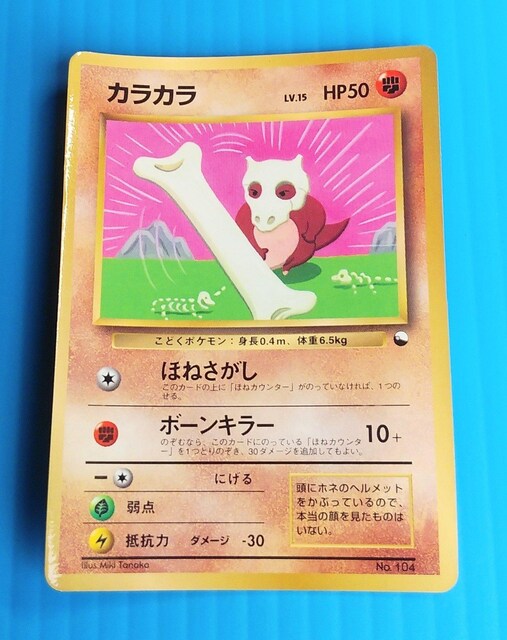 カラカラ LV.15 HP50
こどくポケモン：身長0.4m、体重6.5kg
ほねさがし
このカードの上に「ほねカウンター」がのっていなければ、1つの
せる。
ボーンキラー 10+
のぞむなら、このカードにのっている「ほねカウンタ
ー」を1つとりのぞき、30ダメージを追加してもよい。
にげる
弱点
抵抗力 ダメージ -30
頭にホネのヘルメット
をかぶっているので、
本当の顔を見たものは
いない。
Illus. Miki Tanaka No. 104